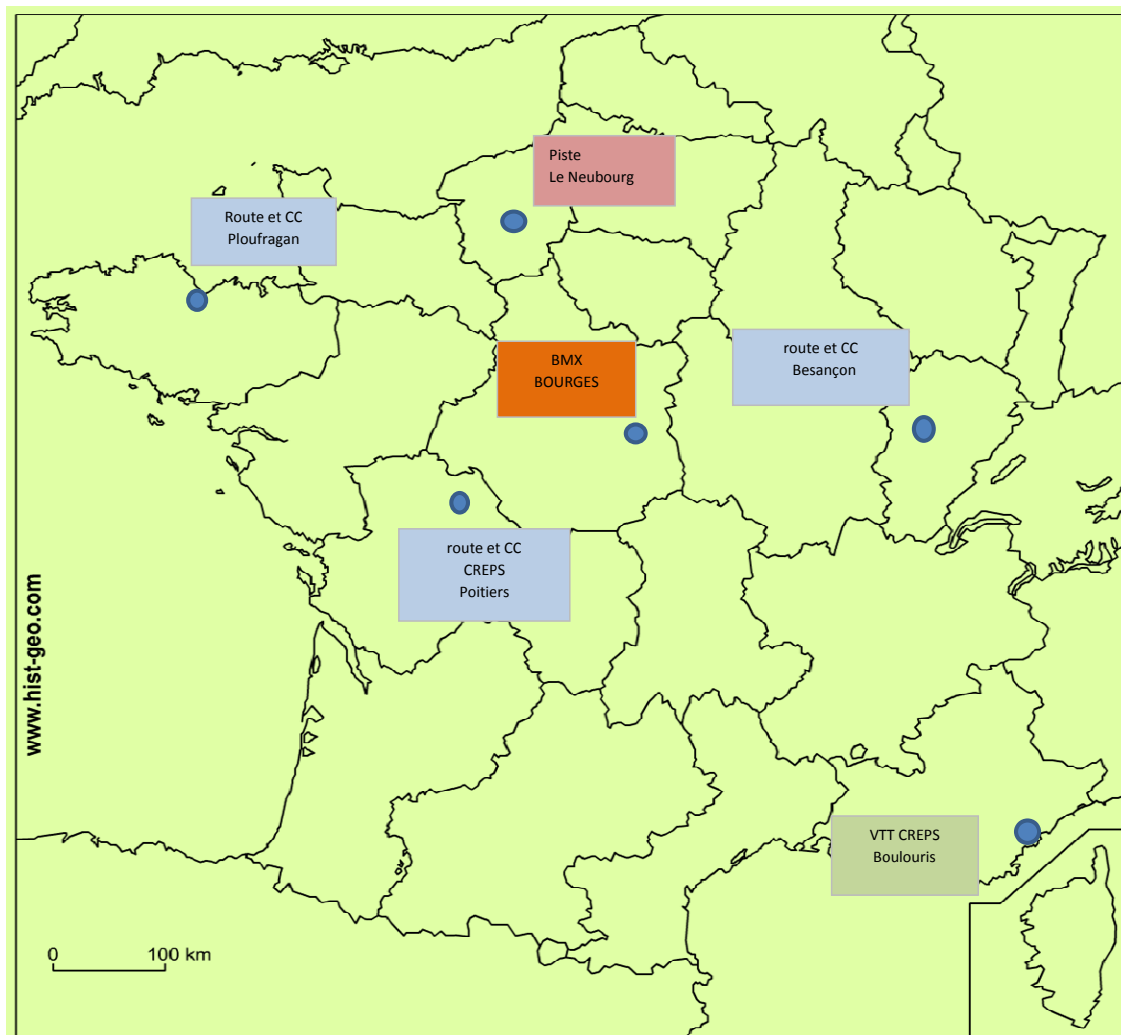 Piste
Le Neubourg
Route et CC
Ploufragan
route et CC
Besançon
BMX
BOURGES
route et CC
CREPS
Poitiers
www.hist-geo.com
VTT CREPS
Boulouris
0 100 km